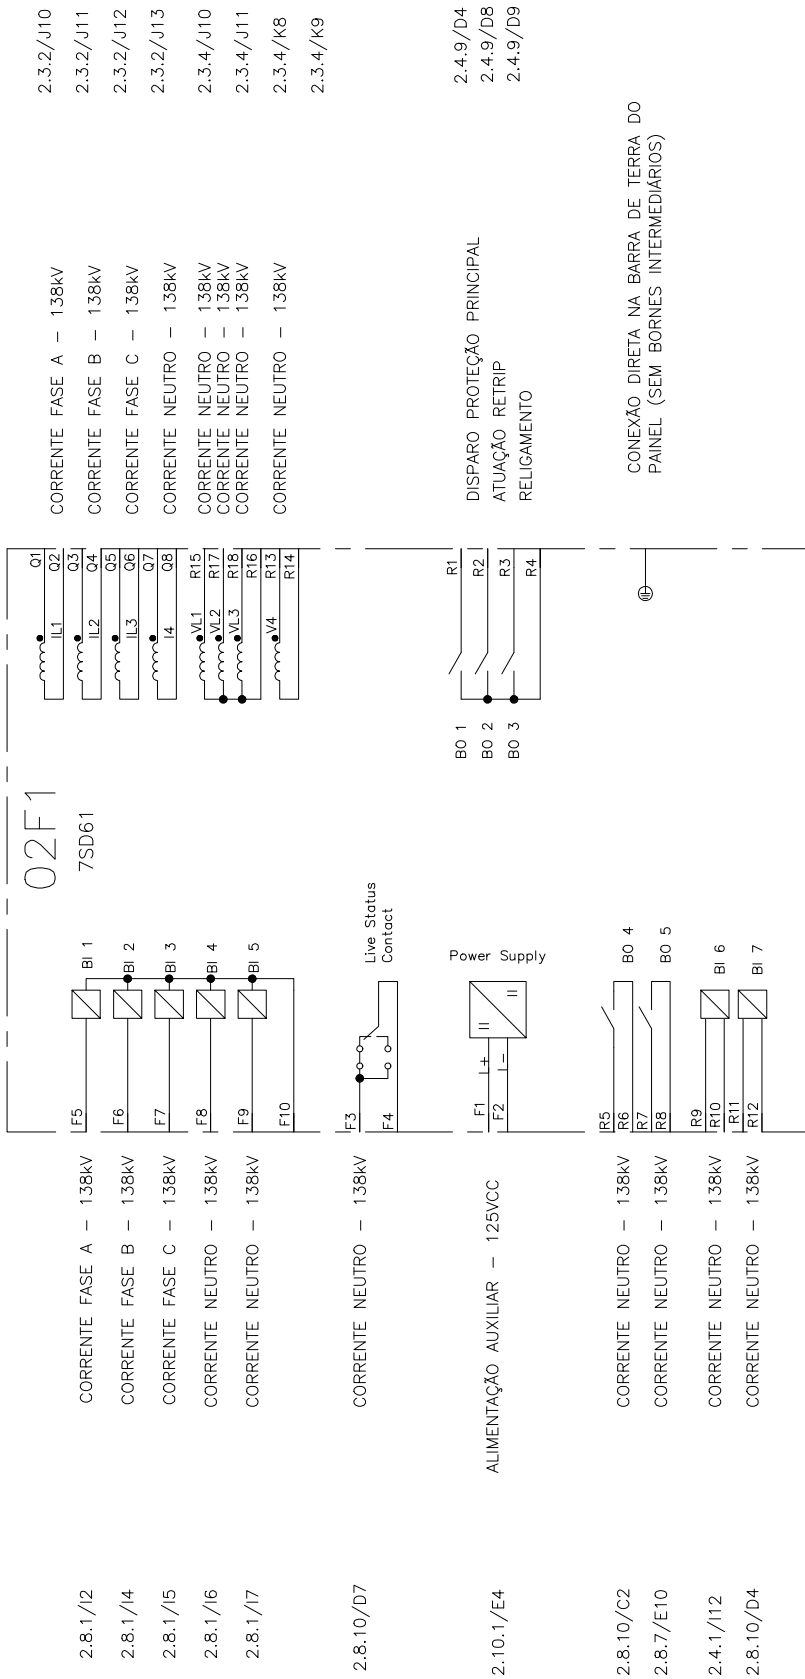 02F1
7SD61
2.8.1/I2
2.8.1/I4
2.8.1/I5
2.8.1/I6
2.8.1/I7
2.8.10/D7
2.10.1/E4
2.8.10/C2
2.8.7/E10
2.4.1/I12
2.8.10/D4
CORRENTE FASE A – 138kV
CORRENTE FASE B – 138kV
CORRENTE FASE C – 138kV
CORRENTE NEUTRO – 138kV
CORRENTE NEUTRO – 138kV
CORRENTE NEUTRO – 138kV
ALIMENTAÇÃO AUXILIAR – 125VCC
CORRENTE NEUTRO – 138kV
CORRENTE NEUTRO – 138kV
CORRENTE NEUTRO – 138kV
CORRENTE NEUTRO – 138kV
F5
F6
F7
F8
F9
F10
F3
F4
F1
F2
R5
R6
R7
R8
R9
R10
R11
R12
L+
L-
BI 1
BI 2
BI 3
BI 4
BI 5
Live Status
Contact
Power Supply
BO 4
BO 5
BI 6
BI 7
BO 1
BO 2
BO 3
IL1
IL2
IL3
I4
VL1
VL2
VL3
V4
Q1
Q2
Q3
Q4
Q5
Q6
Q7
Q8
R15
R17
R18
R16
R13
R14
R1
R2
R3
R4
CORRENTE FASE A – 138kV
CORRENTE FASE B – 138kV
CORRENTE FASE C – 138kV
CORRENTE NEUTRO – 138kV
CORRENTE NEUTRO – 138kV
CORRENTE NEUTRO – 138kV
CORRENTE NEUTRO – 138kV
CORRENTE NEUTRO – 138kV
DISPARO PROTEÇÃO PRINCIPAL
ATUAÇÃO RETRIP
RELIGAMENTO
CONEXÃO DIRETA NA BARRA DE TERRA DO
PAINEL (SEM BORNES INTERMEDIÁRIOS)
2.3.2/J10
2.3.2/J11
2.3.2/J12
2.3.2/J13
2.3.4/J10
2.3.4/J11
2.3.4/K8
2.3.4/K9
2.4.9/D4
2.4.9/D8
2.4.9/D9